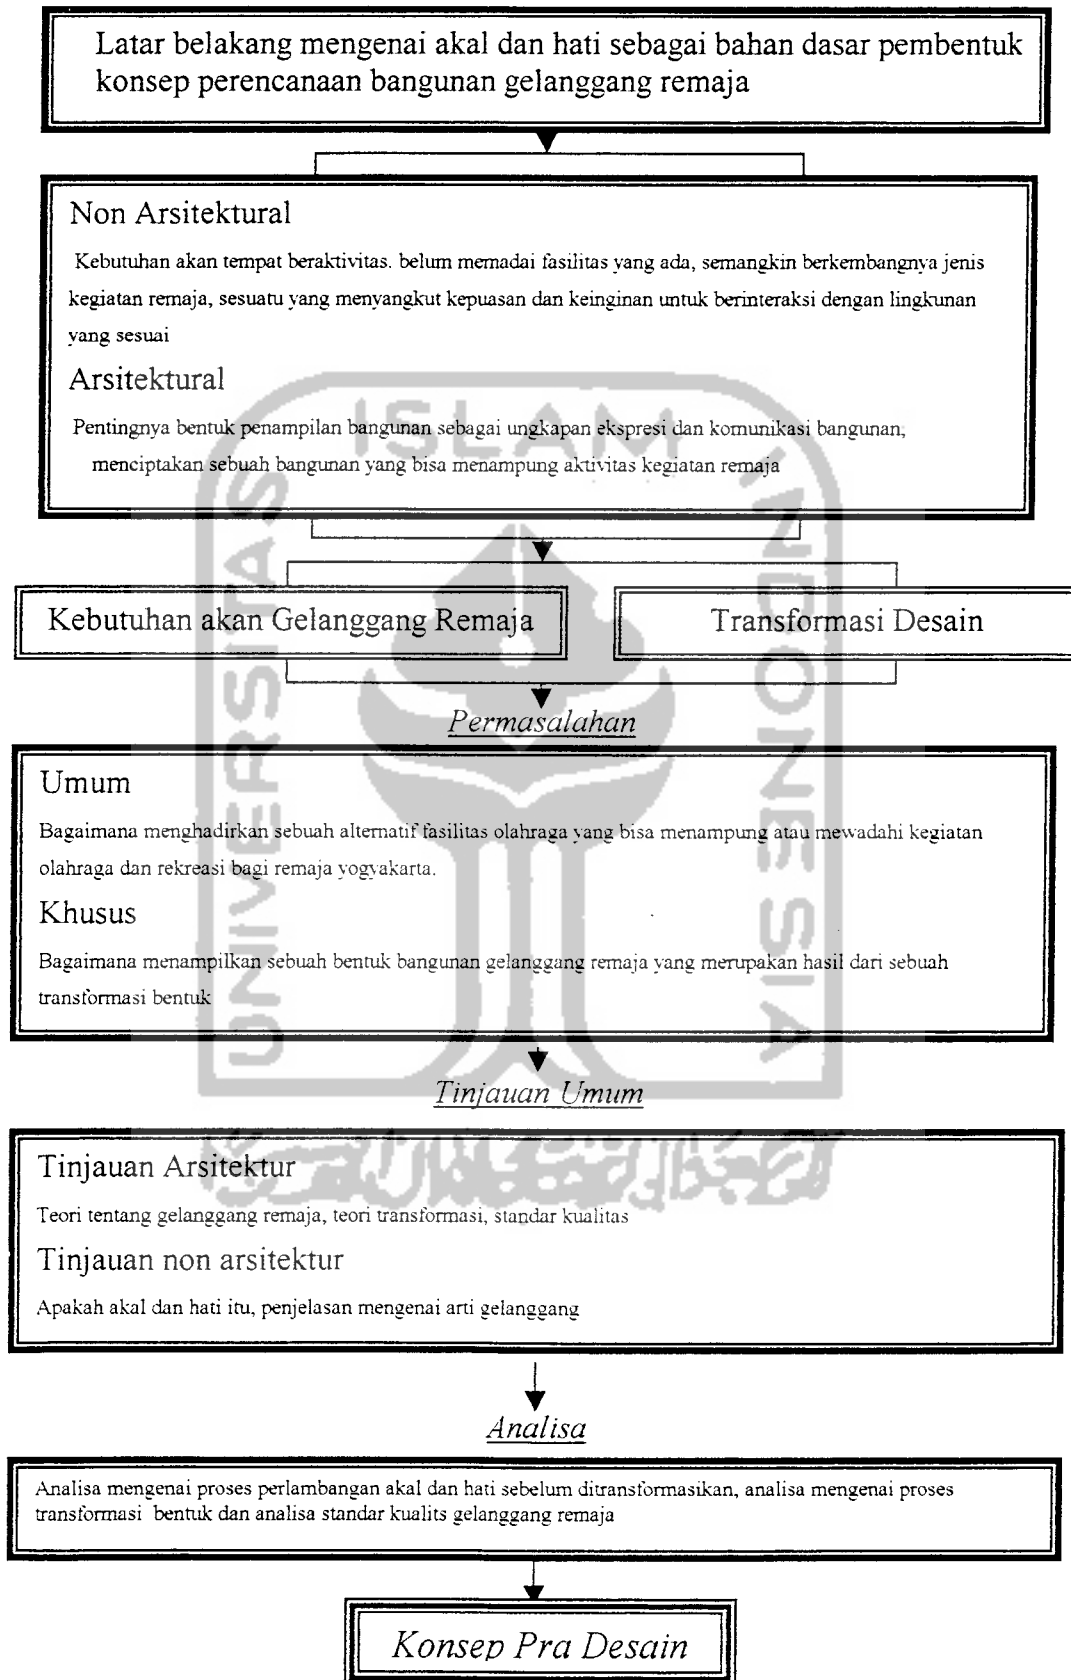 Latar belakang mengenai akal dan hati sebagai bahan dasar pembentuk
konsep perencanaan bangunan gelanggang remaja
Non Arsitektural
Kebutuhan akan tempat beraktivitas. belum memadai fasilitas yang ada, semangkin berkembangnya jenis
kegiatan remaja, sesuatu yang menyangkut kepuasan dan keinginan untuk berinteraksi dengan lingkunan
yang sesuai
Arsitektural
Pentingnya bentuk penampilan bangunan sebagai ungkapan ekspresi dan komunikasi bangunan,
menciptakan sebuah bangunan yang bisa menampung aktivitas kegiatan remaja
Kebutuhan akan Gelanggang Remaja
Transformasi Desain
Permasalahan
Umum
Bagaimana menghadirkan sebuah alternatif fasilitas olahraga yang bisa menampung atau mewadahi kegiatan
olahraga dan rekreasi bagi remaja yogyakarta.
Khusus
Bagaimana menampilkan sebuah bentuk bangunan gelanggang remaja yang merupakan hasil dari sebuah
transformasi bentuk
Tinjauan Umum
Tinjauan Arsitektur
Teori tentang gelanggang remaja, teori transformasi, standar kualitas
Tinjauan non arsitektur
Apakah akal dan hati itu, penjelasan mengenai arti gelanggang
Analisa
Analisa mengenai proses perlambangan akal dan hati sebelum ditransformasikan, analisa mengenai proses
transformasi bentuk dan analisa standar kualits gelanggang remaja
Konsep Pra Desain
UNIVERSITAS
ISLAM
INDONESIA